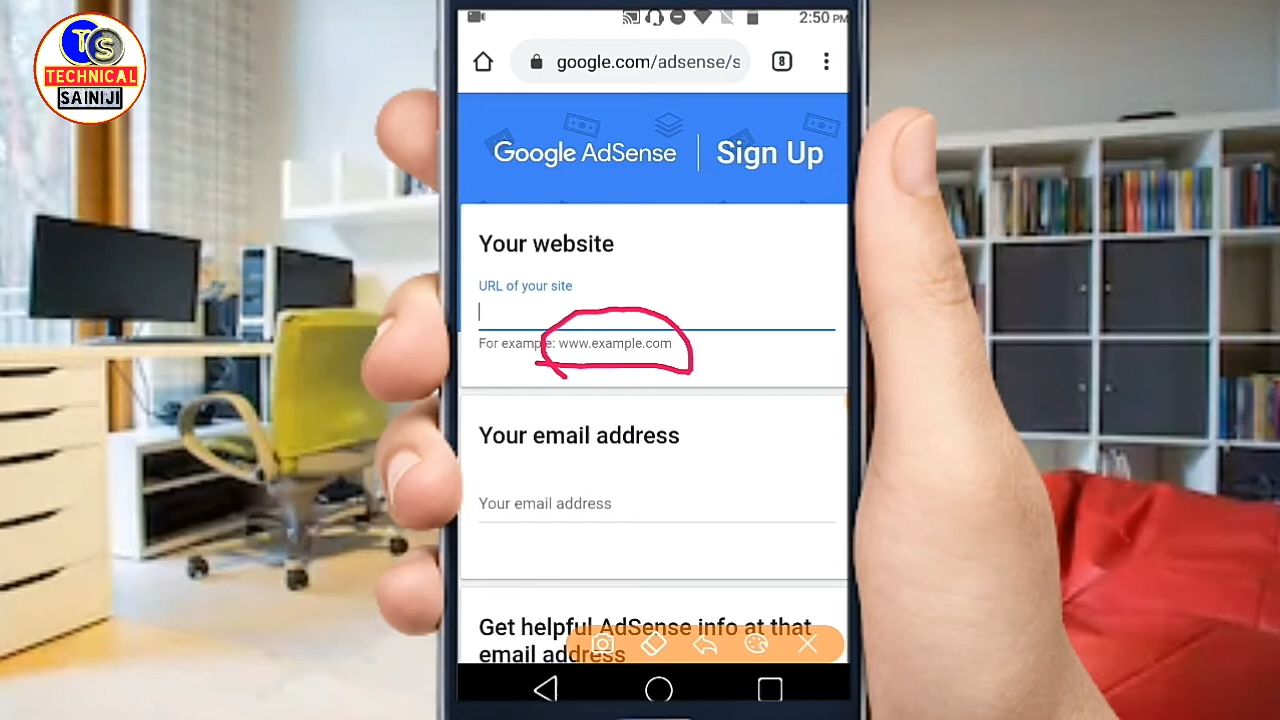 TS
TECHNICAL
SAINIJI
2:50 PM
google.com/adsense/s
8
Google AdSense | Sign Up
Your website
URL of your site
For example: www.example.com
Your email address
Your email address
Get helpful AdSense info at that
email address